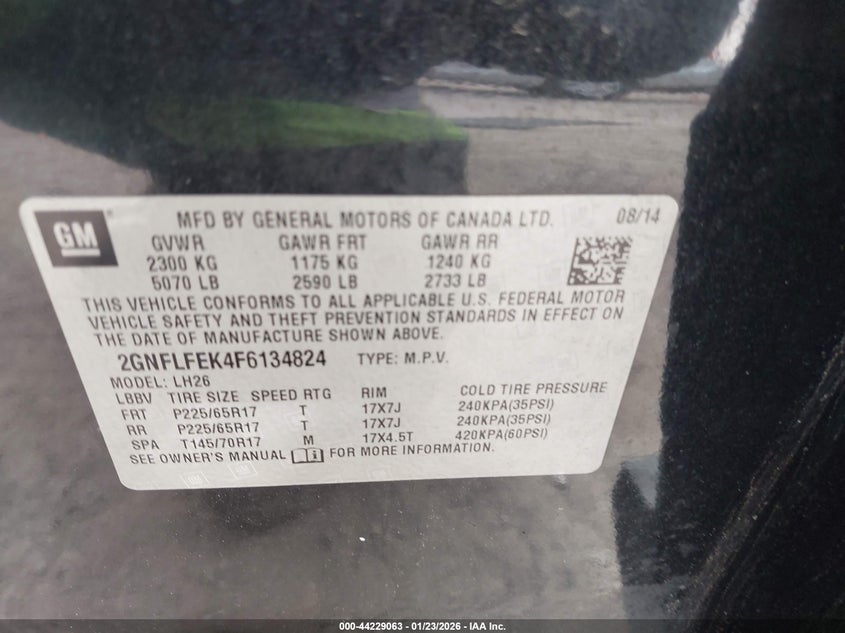 GM
MFD BY GENERAL MOTORS OF CANADA LTD. 08/14
GVWR GAWR FRT GAWR RR
2300 KG 1175 KG 1240 KG
5070 LB 2590 LB 2733 LB
THIS VEHICLE CONFORMS TO ALL APPLICABLE U.S. FEDERAL MOTOR
VEHICLE SAFETY AND THEFT PREVENTION STANDARDS IN EFFECT ON
THE DATE OF MANUFACTURE SHOWN ABOVE.
2GNFLFEK4F6134824 TYPE: M.P.V.
MODEL: LH26
LBBV TIRE SIZE SPEED RTG RIM COLD TIRE PRESSURE
FRT P225/65R17 T 17X7J 240KPA(35PSI)
RR P225/65R17 T 17X7J 240KPA(35PSI)
SPA T145/70R17 M 17X4.5T 420KPA(60PSI)
SEE OWNER'S MANUAL FOR MORE INFORMATION.
000-44229063 - 01/23/2026 - IAA Inc.